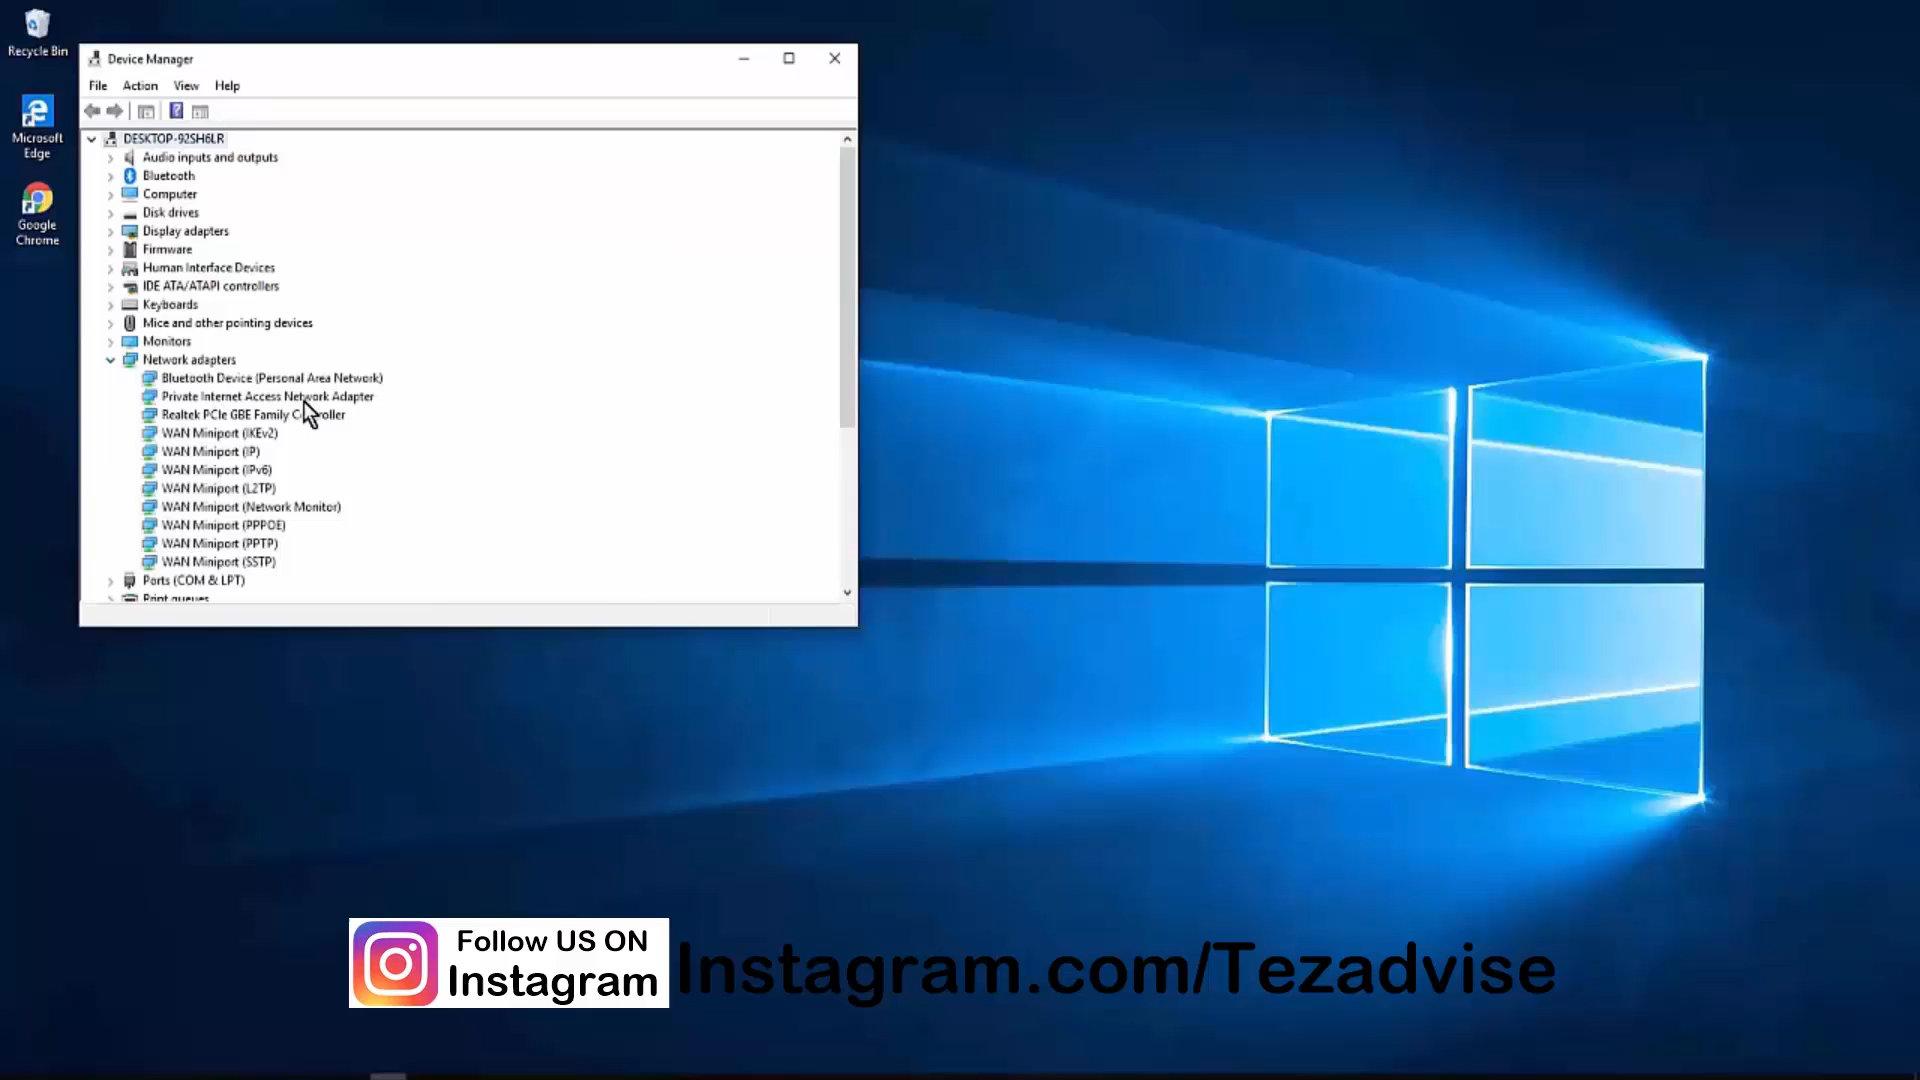 Recycle Bin
Microsoft
Edge
Google
Chrome
Device Manager
File Action View Help
DESKTOP-92SH6LR
Audio inputs and outputs
Bluetooth
Computer
Disk drives
Display adapters
Firmware
Human Interface Devices
IDE ATA/ATAPI controllers
Keyboards
Mice and other pointing devices
Monitors
Network adapters
Bluetooth Device (Personal Area Network)
Private Internet Access Network Adapter
Realtek PCIe GBE Family Controller
WAN Miniport (IKEv2)
WAN Miniport (IP)
WAN Miniport (IPv6)
WAN Miniport (L2TP)
WAN Miniport (Network Monitor)
WAN Miniport (PPPOE)
WAN Miniport (PPTP)
WAN Miniport (SSTP)
Ports (COM & LPT)
Print queues
Follow US ON
Instagram
Instagram.com/Tezadvise